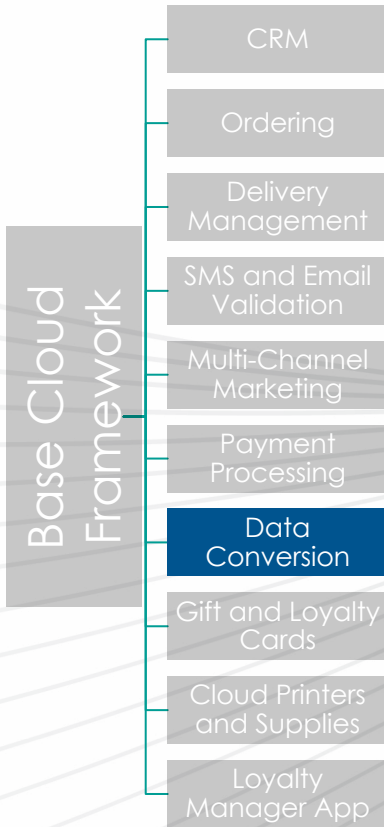 Base Cloud
Framework
CRM
Ordering
Delivery
Management
SMS and Email
Validation
Multi-Channel
Marketing
Payment
Processing
Data
Conversion
Gift and Loyalty
Cards
Cloud Printers
and Supplies
Loyalty
Manager App